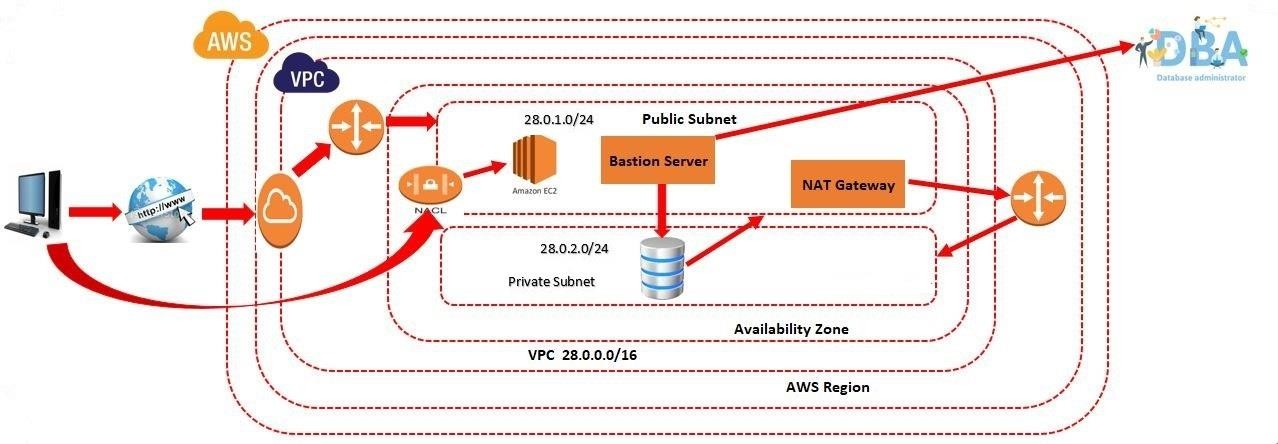 AWS
VPC
DBA
Database administrator
28.0.1.0/24
Public Subnet
http://www
Amazon EC2
Bastion Server
NAT Gateway
NACL
28.0.2.0/24
Private Subnet
Availability Zone
VPC 28.0.0.0/16
AWS Region